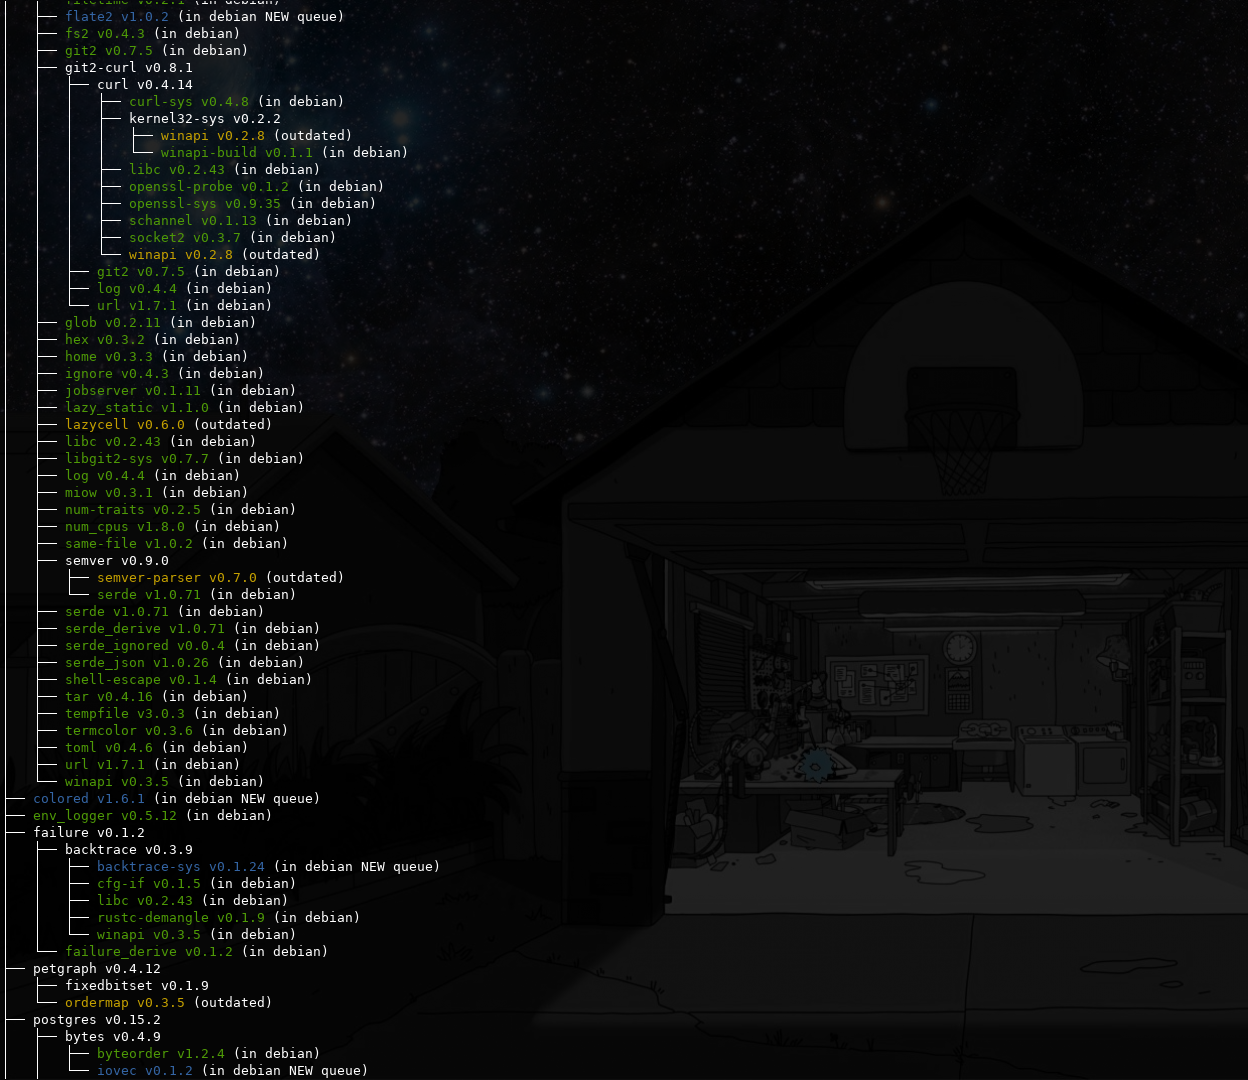 filetime v0.2.1 (in debian)
├── flate2 v1.0.2 (in debian NEW queue)
├── fs2 v0.4.3 (in debian)
├── git2 v0.7.5 (in debian)
├── git2-curl v0.8.1
├── curl v0.4.14
├── curl-sys v0.4.8 (in debian)
├── kernel32-sys v0.2.2
├── winapi v0.2.8 (outdated)
└── winapi-build v0.1.1 (in debian)
├── libc v0.2.43 (in debian)
├── openssl-probe v0.1.2 (in debian)
├── openssl-sys v0.9.35 (in debian)
├── schannel v0.1.13 (in debian)
├── socket2 v0.3.7 (in debian)
└── winapi v0.2.8 (outdated)
├── git2 v0.7.5 (in debian)
├── log v0.4.4 (in debian)
└── url v1.7.1 (in debian)
├── glob v0.2.11 (in debian)
├── hex v0.3.2 (in debian)
├── home v0.3.3 (in debian)
├── ignore v0.4.3 (in debian)
├── jobserver v0.1.11 (in debian)
├── lazy_static v1.1.0 (in debian)
├── lazycell v0.6.0 (outdated)
├── libc v0.2.43 (in debian)
├── libgit2-sys v0.7.7 (in debian)
├── log v0.4.4 (in debian)
├── miow v0.3.1 (in debian)
├── num-traits v0.2.5 (in debian)
├── num_cpus v1.8.0 (in debian)
├── same-file v1.0.2 (in debian)
├── semver v0.9.0
├── semver-parser v0.7.0 (outdated)
└── serde v1.0.71 (in debian)
├── serde v1.0.71 (in debian)
├── serde_derive v1.0.71 (in debian)
├── serde_ignored v0.0.4 (in debian)
├── serde_json v1.0.26 (in debian)
├── shell-escape v0.1.4 (in debian)
├── tar v0.4.16 (in debian)
├── tempfile v3.0.3 (in debian)
├── termcolor v0.3.6 (in debian)
├── toml v0.4.6 (in debian)
├── url v1.7.1 (in debian)
└── winapi v0.3.5 (in debian)
├── colored v1.6.1 (in debian NEW queue)
├── env_logger v0.5.12 (in debian)
├── failure v0.1.2
├── backtrace v0.3.9
├── backtrace-sys v0.1.24 (in debian NEW queue)
├── cfg-if v0.1.5 (in debian)
├── libc v0.2.43 (in debian)
├── rustc-demangle v0.1.9 (in debian)
└── winapi v0.3.5 (in debian)
└── failure_derive v0.1.2 (in debian)
├── petgraph v0.4.12
├── fixedbitset v0.1.9
└── ordermap v0.3.5 (outdated)
├── postgres v0.15.2
├── bytes v0.4.9
├── byteorder v1.2.4 (in debian)
└── iovec v0.1.2 (in debian NEW queue)